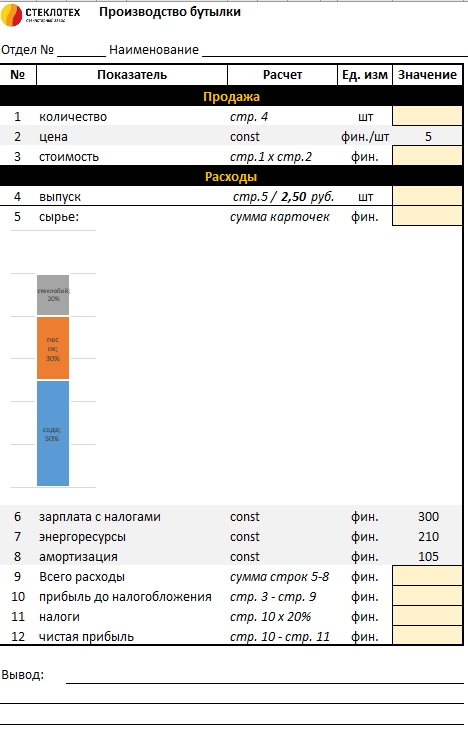 СТЕКЛОТЕХ Производство бутылки
СТЕКОЛЬНЫЙ ЗАВОД
Отдел № Наименование
№ Показатель Расчет Ед. изм Значение
Продажа
1 количество стр. 4 шт
2 цена const фин./шт 5
3 стоимость стр.1 х стр.2 фин.
Расходы
4 выпуск стр.5 / 2,50 руб. шт
5 сырье: сумма карточек фин.
стеклобой;
20%
пес
ок;
30%
сода;
50%
6 зарплата с налогами const фин. 300
7 энергоресурсы const фин. 210
8 амортизация const фин. 105
9 Всего расходы сумма строк 5-8 фин.
10 прибыль до налогобложения стр. 3 - стр. 9 фин.
11 налоги стр. 10 х 20% фин.
12 чистая прибыль стр. 10 - стр. 11 фин.
Вывод: